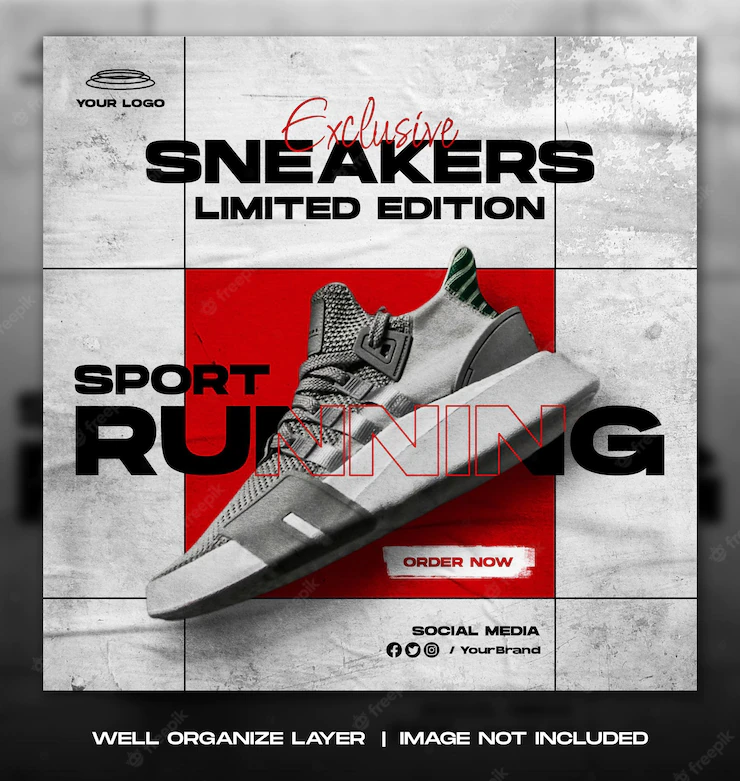 YOUR LOGO
Exclusive
SNEAKERS
LIMITED EDITION
SPORT
RUNNING
ORDER NOW
SOCIAL MEDIA
/ YourBrand
WELL ORGANIZE LAYER | IMAGE NOT INCLUDED
freepik